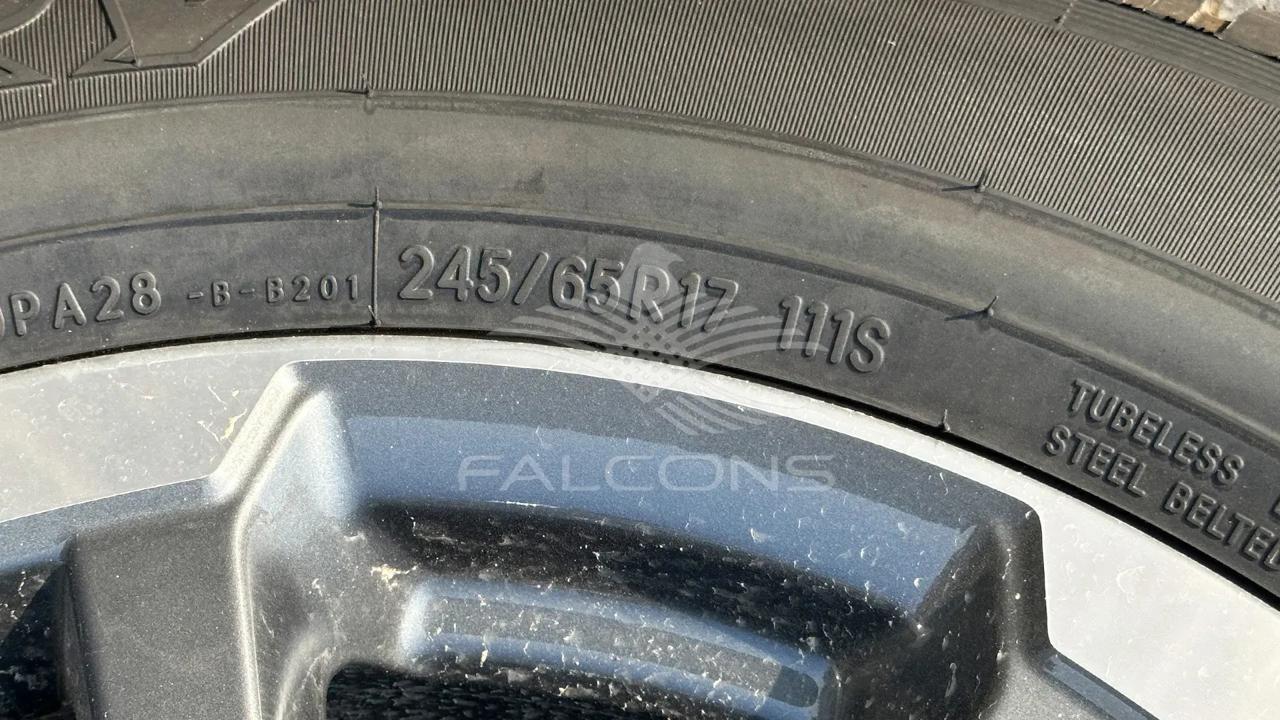 PA28 -B-B201 245/65R17 111S
TUBELESS
STEEL BELTED
FALCONS